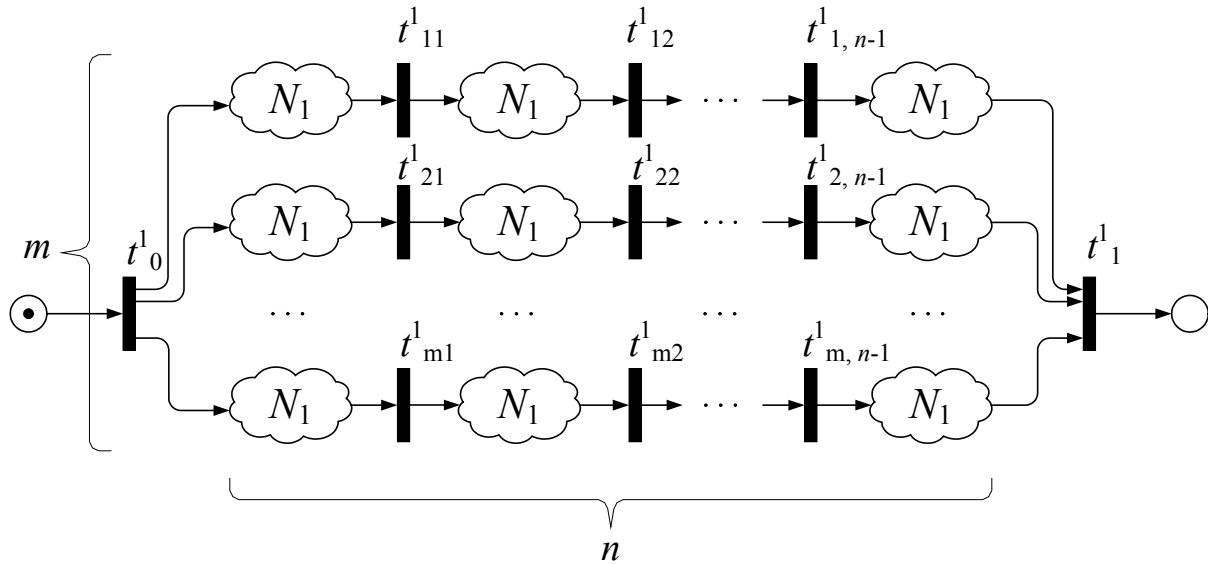 t¹₁₁ t¹₁₂ t¹₁, ₙ₋₁
N₁ N₁ · · · N₁
t¹₂₁ t¹₂₂ t¹₂, ₙ₋₁
N₁ N₁ · · · N₁
m t¹₀ t¹₁
· · · · · · · · · · · ·
t¹ₘ₁ t¹ₘ₂ t¹ₘ, ₙ₋₁
N₁ N₁ · · · N₁
n